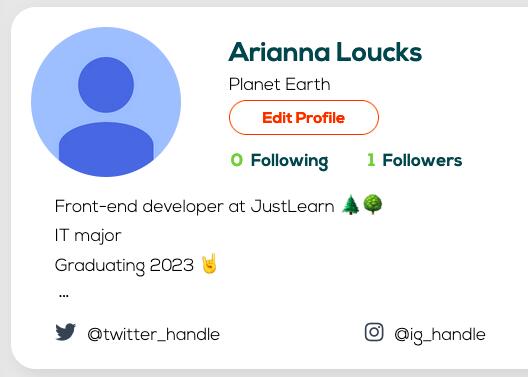 Arianna Loucks
Planet Earth
Edit Profile
0 Following 1 Followers
Front-end developer at JustLearn 🌲🌳
IT major
Graduating 2023 🤘
...
@twitter_handle @ig_handle